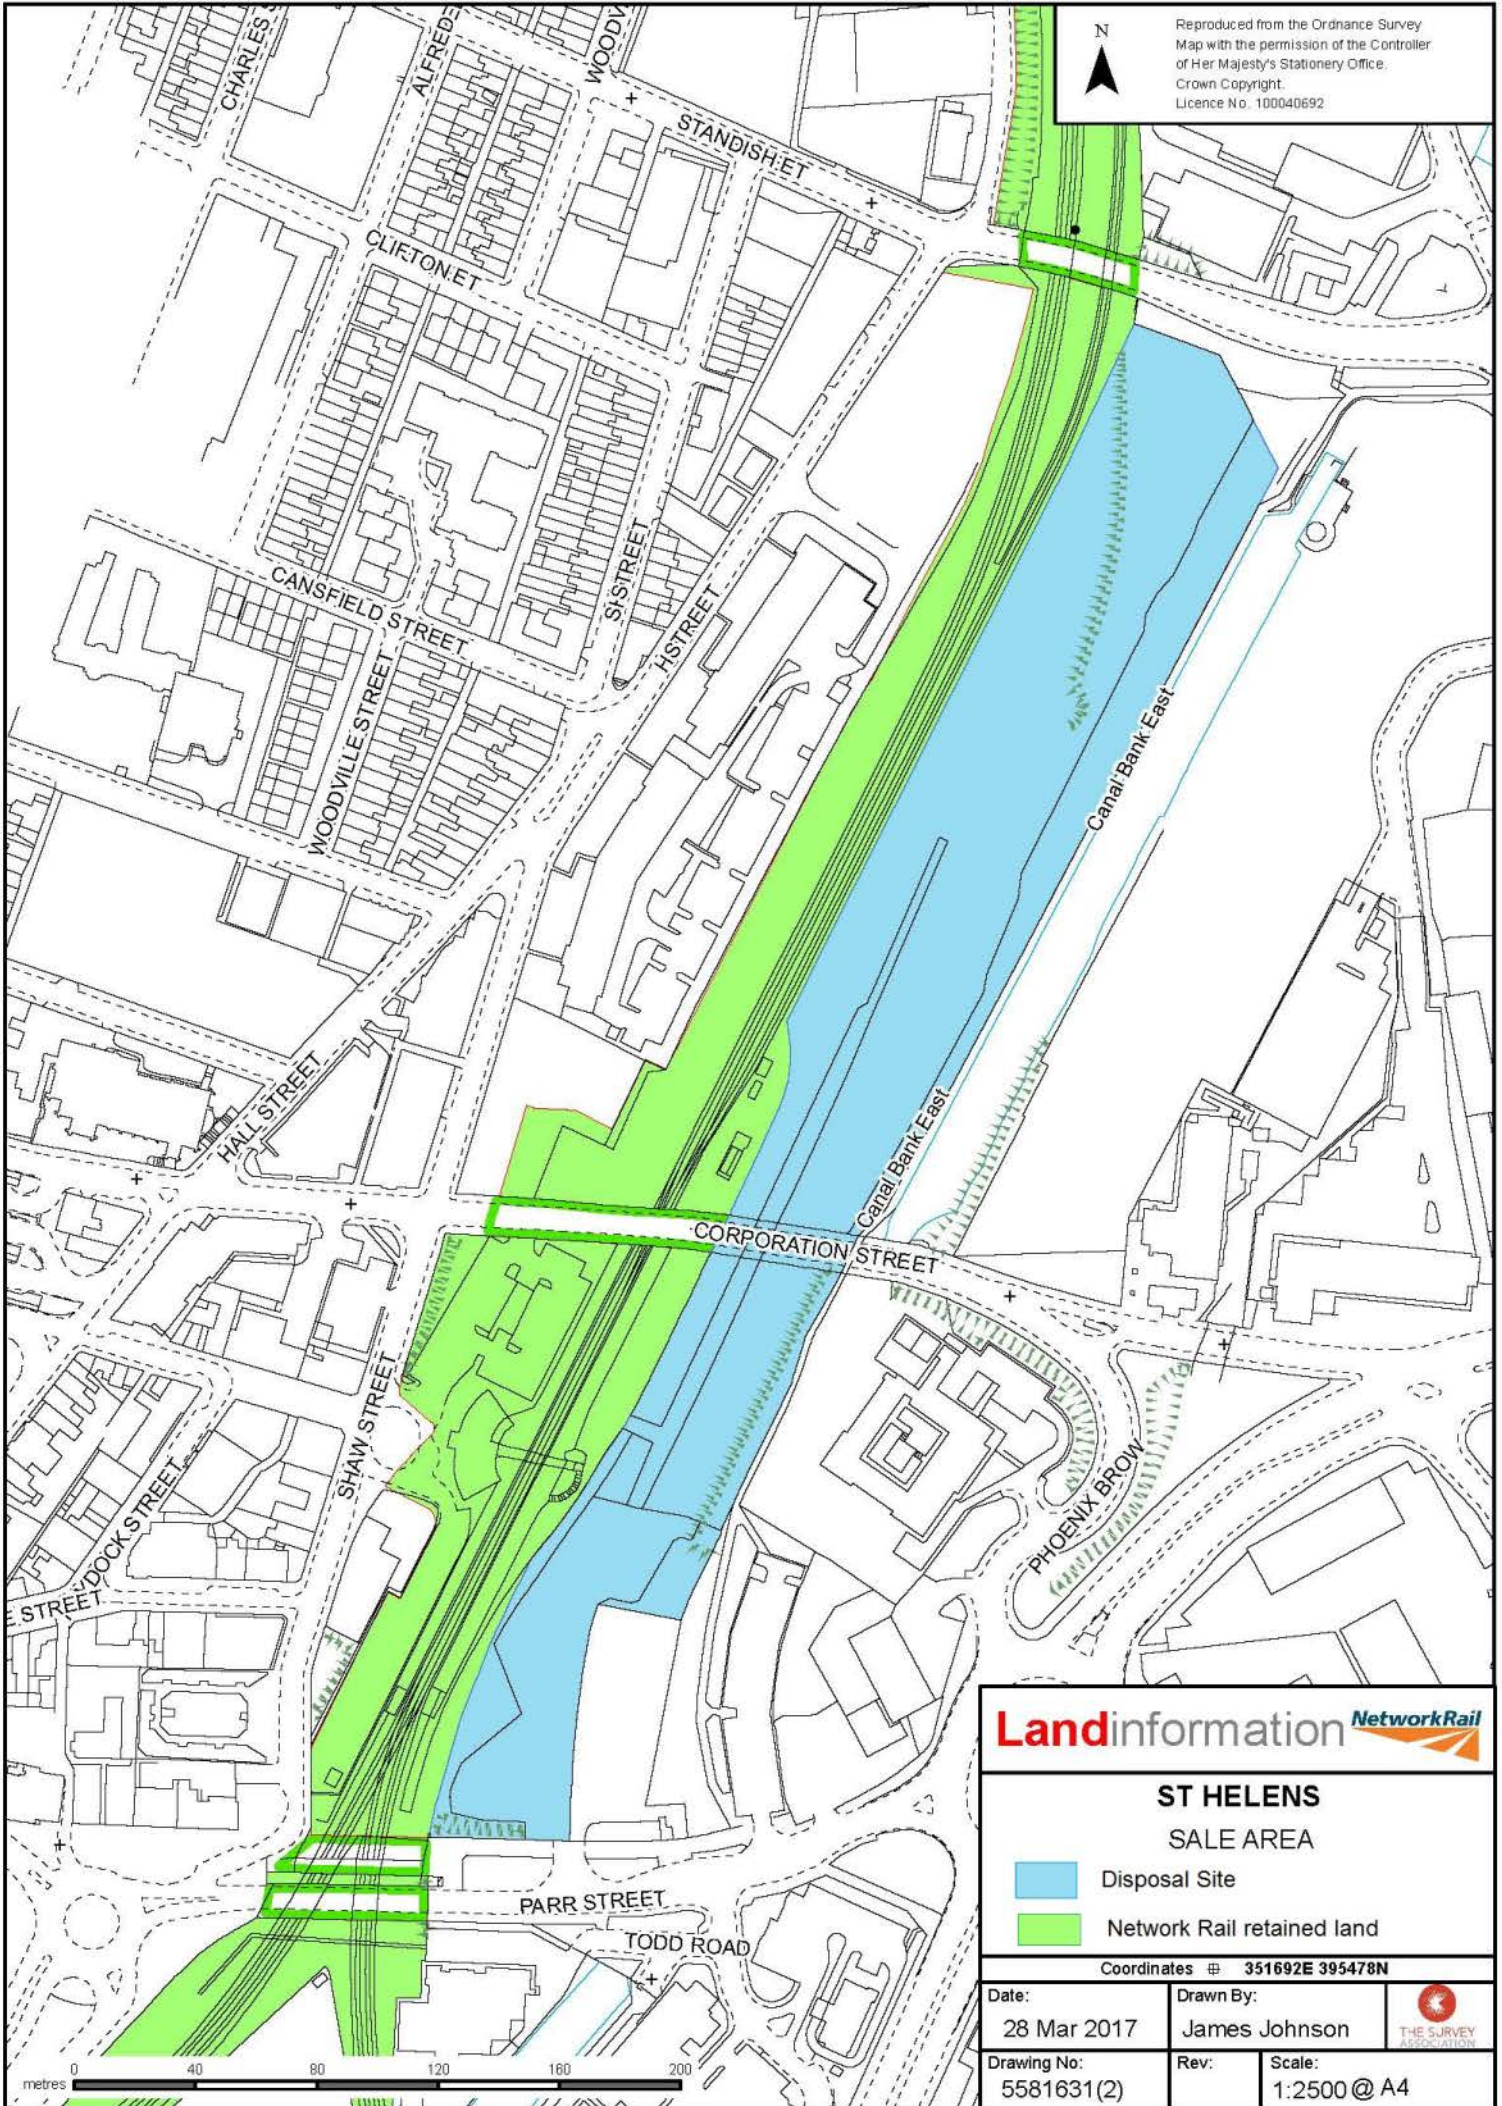 N
Reproduced from the Ordnance Survey
Map with the permission of the Controller
of Her Majesty's Stationery Office.
Crown Copyright.
Licence No. 100040692
CHARLES S
ALFRED
WOODV
STANDISH ET
CLIFTON ET
CANSFIELD STREET
S STREET
H STREET
WOODVILLE STREET
Canal Bank East
HALL STREET
Canal Bank East
CORPORATION STREET
SHAW STREET
YDOCK STREET
E STREET
PHOENIX BROW
PARR STREET
TODD ROAD
metres 0 40 80 120 160 200
Landinformation NetworkRail
ST HELENS
SALE AREA
Disposal Site
Network Rail retained land
Coordinates 351692E 395478N
Date:
28 Mar 2017
Drawn By:
James Johnson
THE SURVEY
ASSOCIATION
Drawing No:
5581631(2)
Rev:
Scale:
1:2500 @ A4